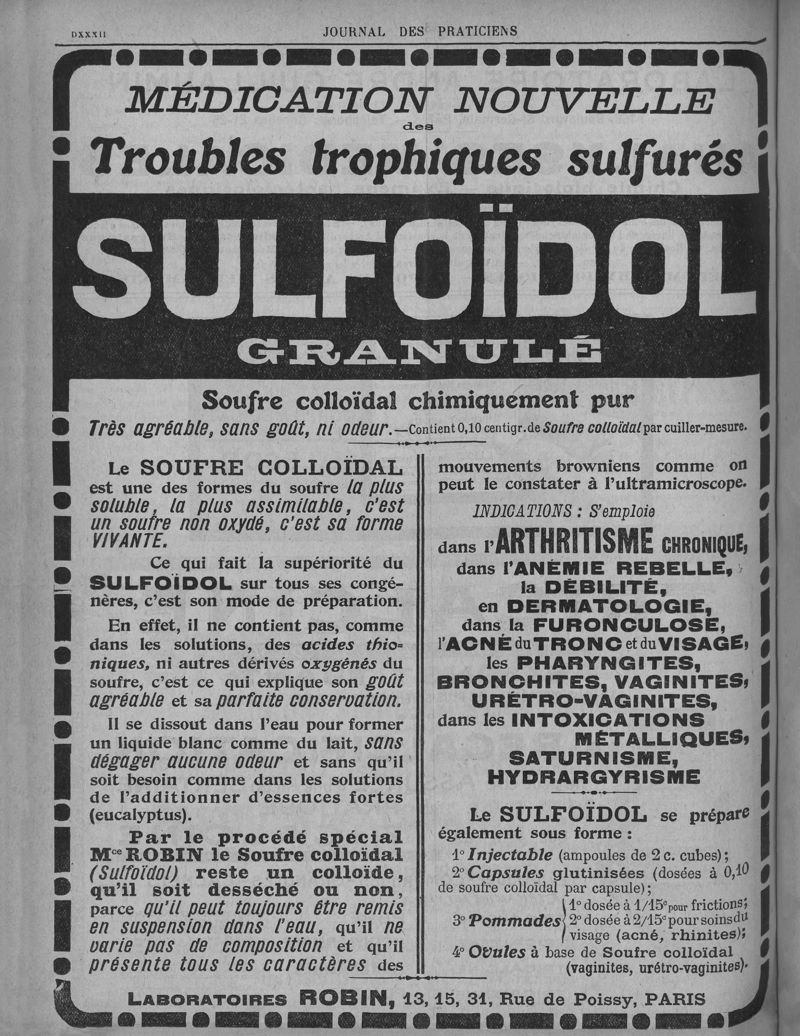 DXXXII
JOURNAL DES PRATICIENS
MÉDICATION NOUVELLE
des
Troubles trophiques sulfurés
SULFOÏDOL
GRANULÉ
Soufre colloïdal chimiquement pur
Très agréable, sans goût, ni odeur.—Contient 0,10 centigr. de Soufre colloïdal par cuiller-mesure.
Le SOUFRE COLLOÏDAL
est une des formes du soufre la plus
soluble, la plus assimilable, c'est
un soufre non oxydé, c'est sa forme
VIVANTE.
Ce qui fait la supériorité du
SULFOÏDOL sur tous ses congé-
nères, c'est son mode de préparation.
En effet, il ne contient pas, comme
dans les solutions, des acides thio-
niques, ni autres dérivés oxygénés du
soufre, c'est ce qui explique son goût
agréable et sa parfaite conservation.
Il se dissout dans l'eau pour former
un liquide blanc comme du lait, sans
dégager aucune odeur et sans qu'il
soit besoin comme dans les solutions
de l'additionner d'essences fortes
(eucalyptus).
Par le procédé spécial
Mce ROBIN le Soufre colloïdal
(Sulfoïdol) reste un colloïde,
qu'il soit desséché ou non,
parce qu'il peut toujours être remis
en suspension dans l'eau, qu'il ne
varie pas de composition et qu'il
présente tous les caractères des
mouvements browniens comme on
peut le constater à l'ultramicroscope.
INDICATIONS : S'emploie
dans l'ARTHRITISME CHRONIQUE,
dans l'ANÉMIE REBELLE,
la DÉBILITÉ,
en DERMATOLOGIE,
dans la FURONCULOSE,
l'ACNÉ du TRONC et du VISAGE,
les PHARYNGITES,
BRONCHITES, VAGINITES,
URÉTRO-VAGINITES,
dans les INTOXICATIONS
MÉTALLIQUES,
SATURNISME,
HYDRARGYRISME
Le SULFOÏDOL se prépare
également sous forme :
1° Injectable (ampoules de 2 c. cubes);
2° Capsules glutinisées (dosées à 0,10
de soufre colloïdal par capsule);
3° Pommades
1° dosée à 1/15e pour frictions;
2° dosée à 2/15e pour soins du
visage (acné, rhinites);
4° Ovules à base de Soufre colloïdal
(vaginites, urétro-vaginites).
LABORATOIRES ROBIN, 13, 15, 31, Rue de Poissy, PARIS